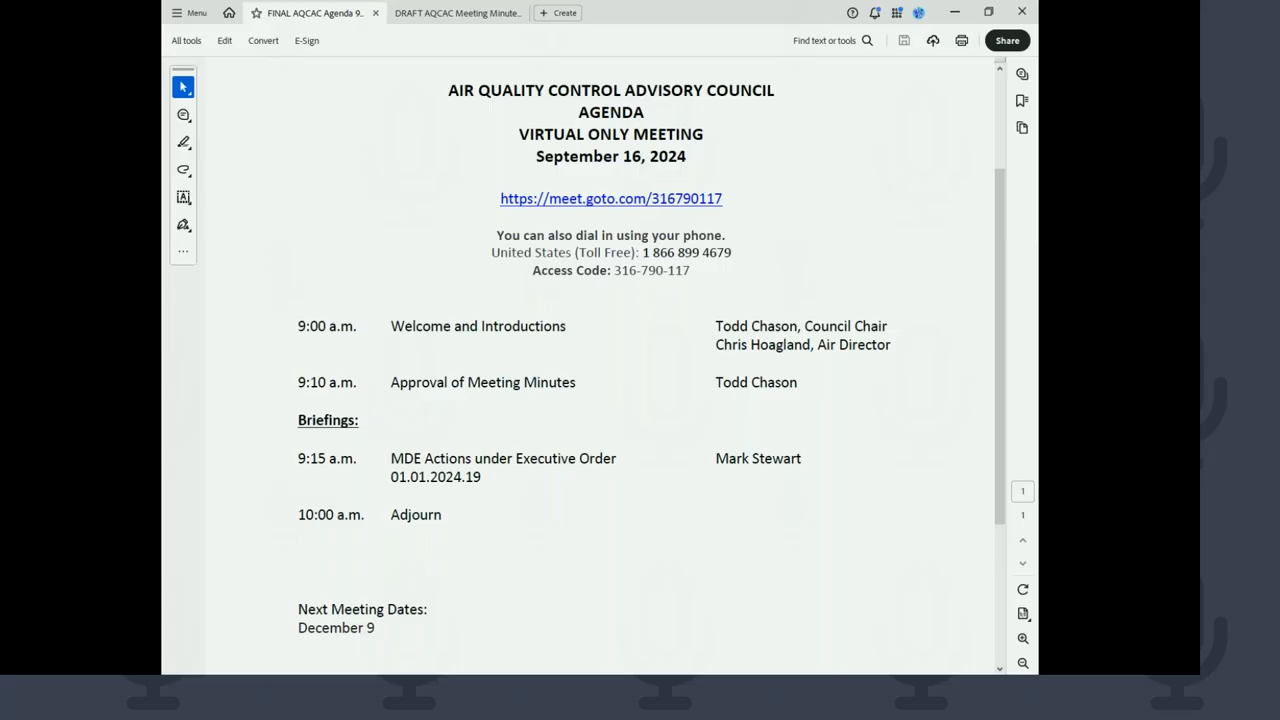 Menu
FINAL AQCAC Agenda 9..
DRAFT AQCAC Meeting Minute..
Create
All tools
Edit
Convert
E-Sign
Find text or tools
Share
AIR QUALITY CONTROL ADVISORY COUNCIL
AGENDA
VIRTUAL ONLY MEETING
September 16, 2024
https://meet.goto.com/316790117
You can also dial in using your phone.
United States (Toll Free): 1 866 899 4679
Access Code: 316-790-117
9:00 a.m. Welcome and Introductions Todd Chason, Council Chair
Chris Hoagland, Air Director
9:10 a.m. Approval of Meeting Minutes Todd Chason
Briefings:
9:15 a.m. MDE Actions under Executive Order Mark Stewart
01.01.2024.19
10:00 a.m. Adjourn
Next Meeting Dates:
December 9
1
1